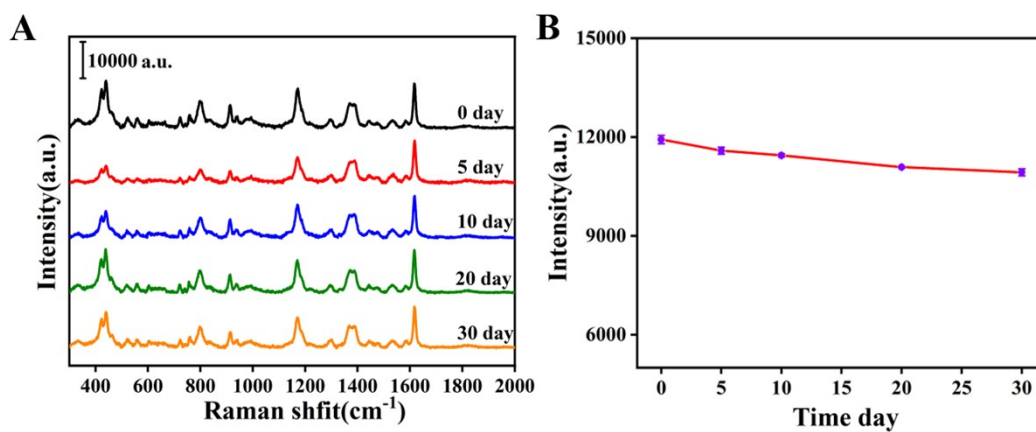 A
10000 a.u.
0 day
5 day
10 day
20 day
30 day
Intensity(a.u.)
400 600 800 1000 1200 1400 1600 1800 2000
Raman shfit(cm⁻¹)
B
15000
12000
9000
6000
Intensity(a.u.)
0 5 10 15 20 25 30
Time day